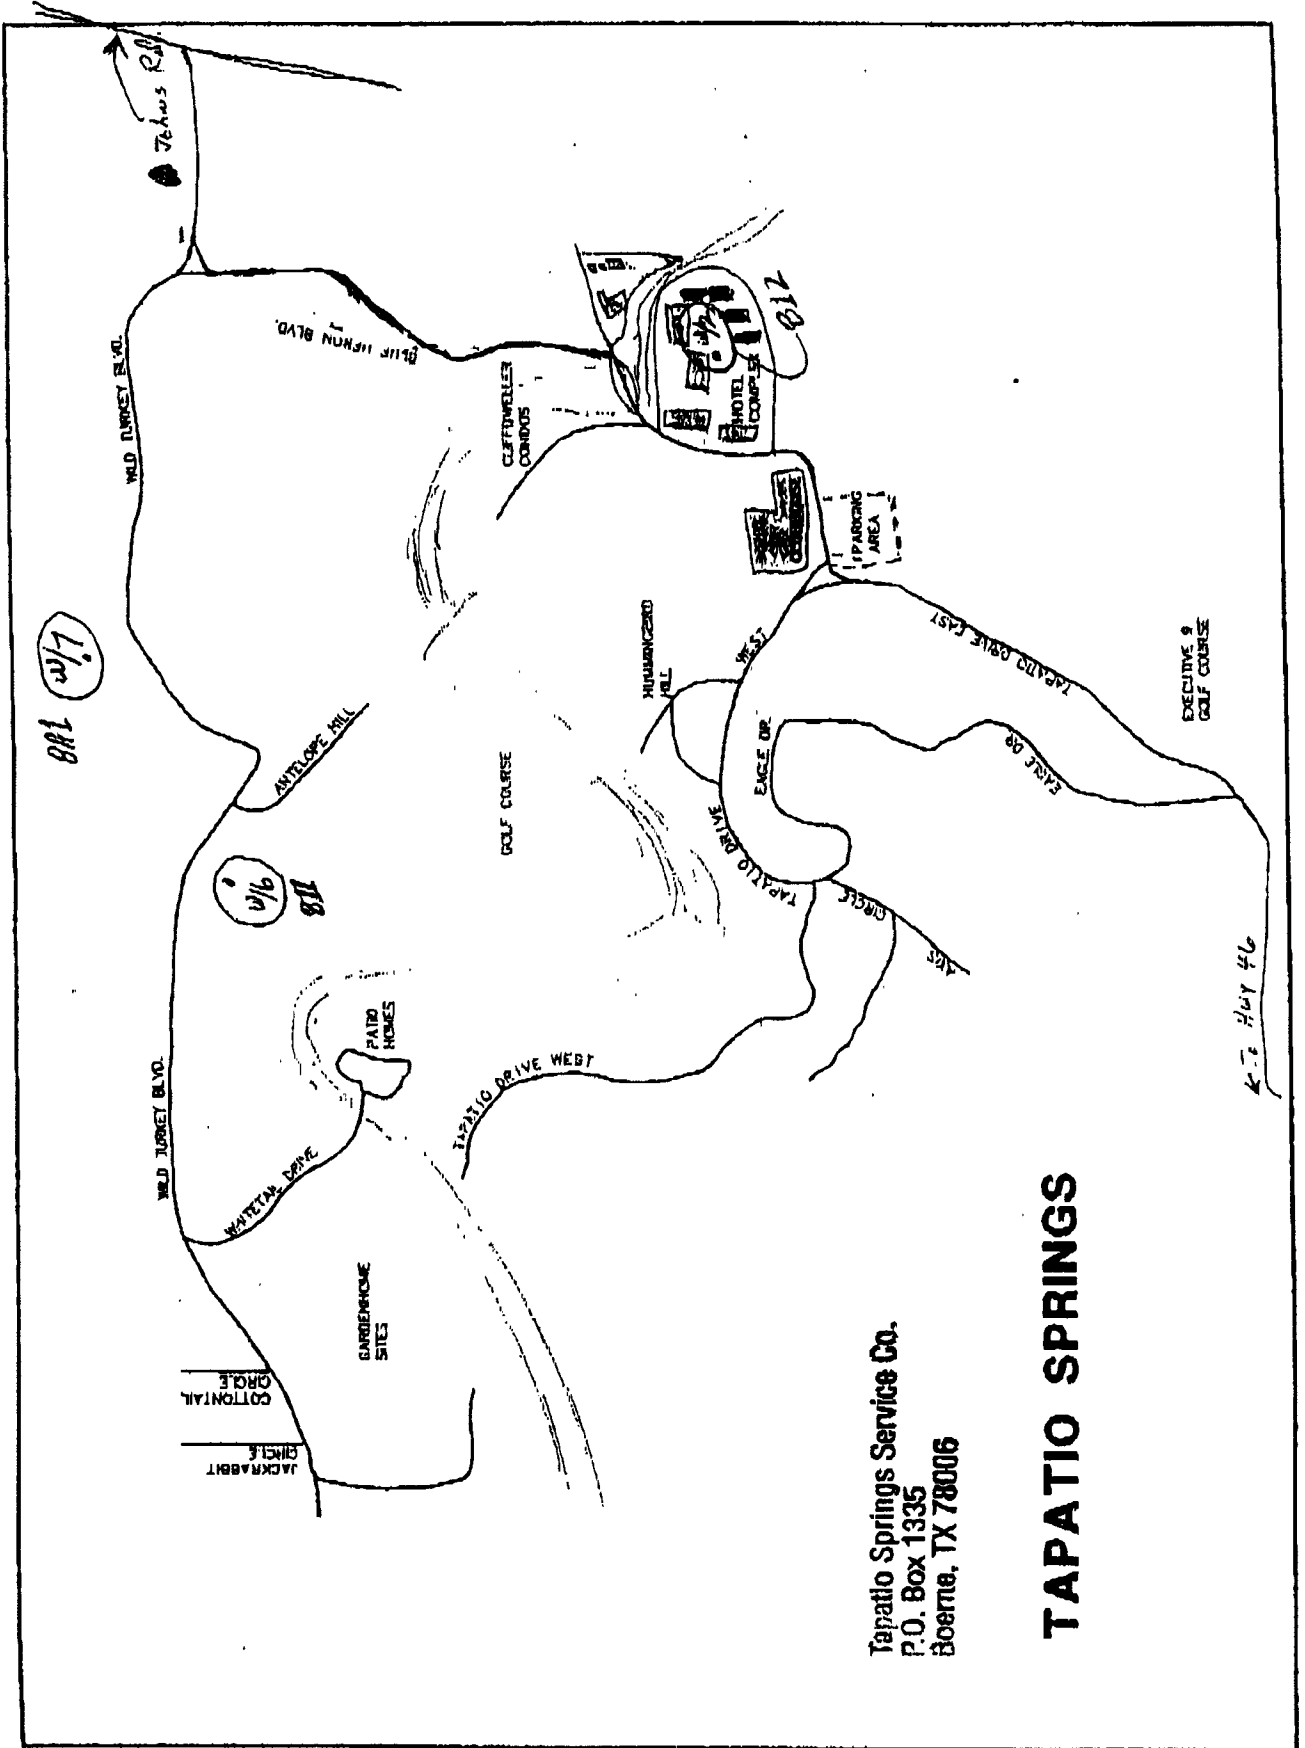 Johns Rd.
WILD TURKEY BLVD.
BLUE HERON BLVD.
CLIFFDWELLER
CONDOS
812
HOTEL
COMPLEX
PARKING
AREA
HUMMINGBIRD
HILL
WEST
TAPATIO DRIVE EAST
EXECUTIVE 9
GOLF COURSE
EAGLE DR.
EAGLE DR
ANTELOPE HILL
GOLF COURSE
TAPATIO DRIVE
CIRCLE
PATIO
HOMES
TAPATIO DRIVE WEST
WILD TURKEY BLVD.
WHITETAIL DRIVE
Hwy 46
GARDENHOME
SITES
COTTONTAIL
CIRCLE
JACKRABBIT
CIRCLE
Tapatio Springs Service Co.
P.O. Box 1335
Boerne, TX 78006
TAPATIO SPRINGS